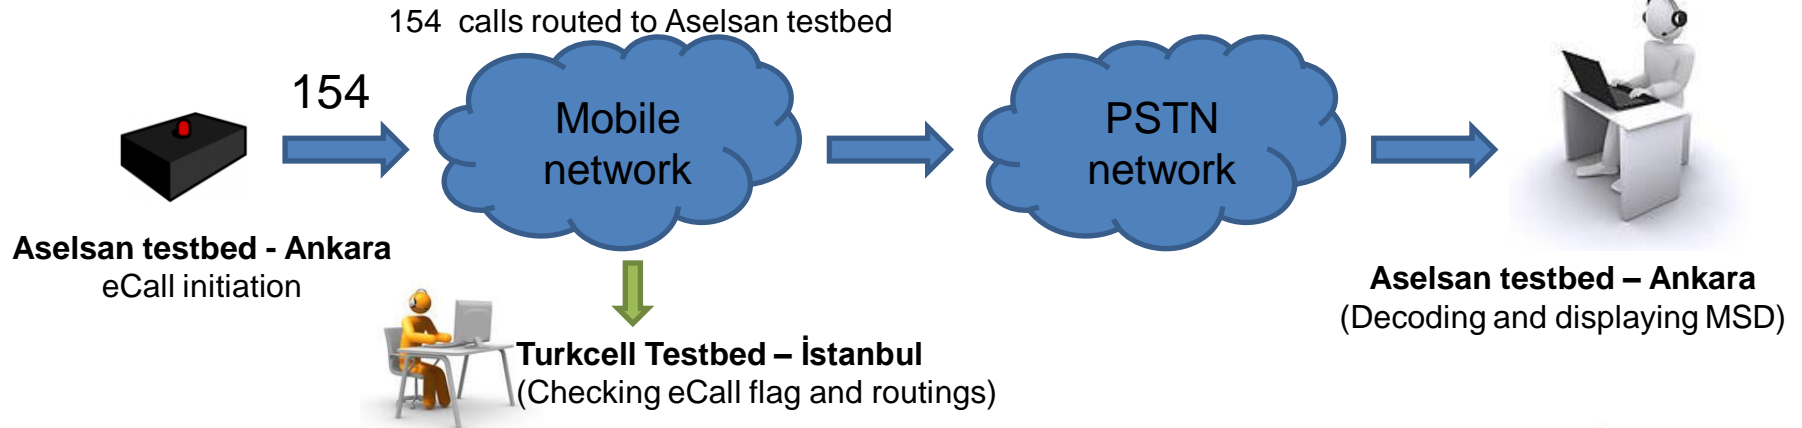 154  calls routed to Aselsan testbed
154
Mobile
network
PSTN
network
Aselsan testbed - Ankara
eCall initiation
Aselsan testbed – Ankara
(Decoding and displaying MSD)
Turkcell Testbed – İstanbul
(Checking eCall flag and routings)